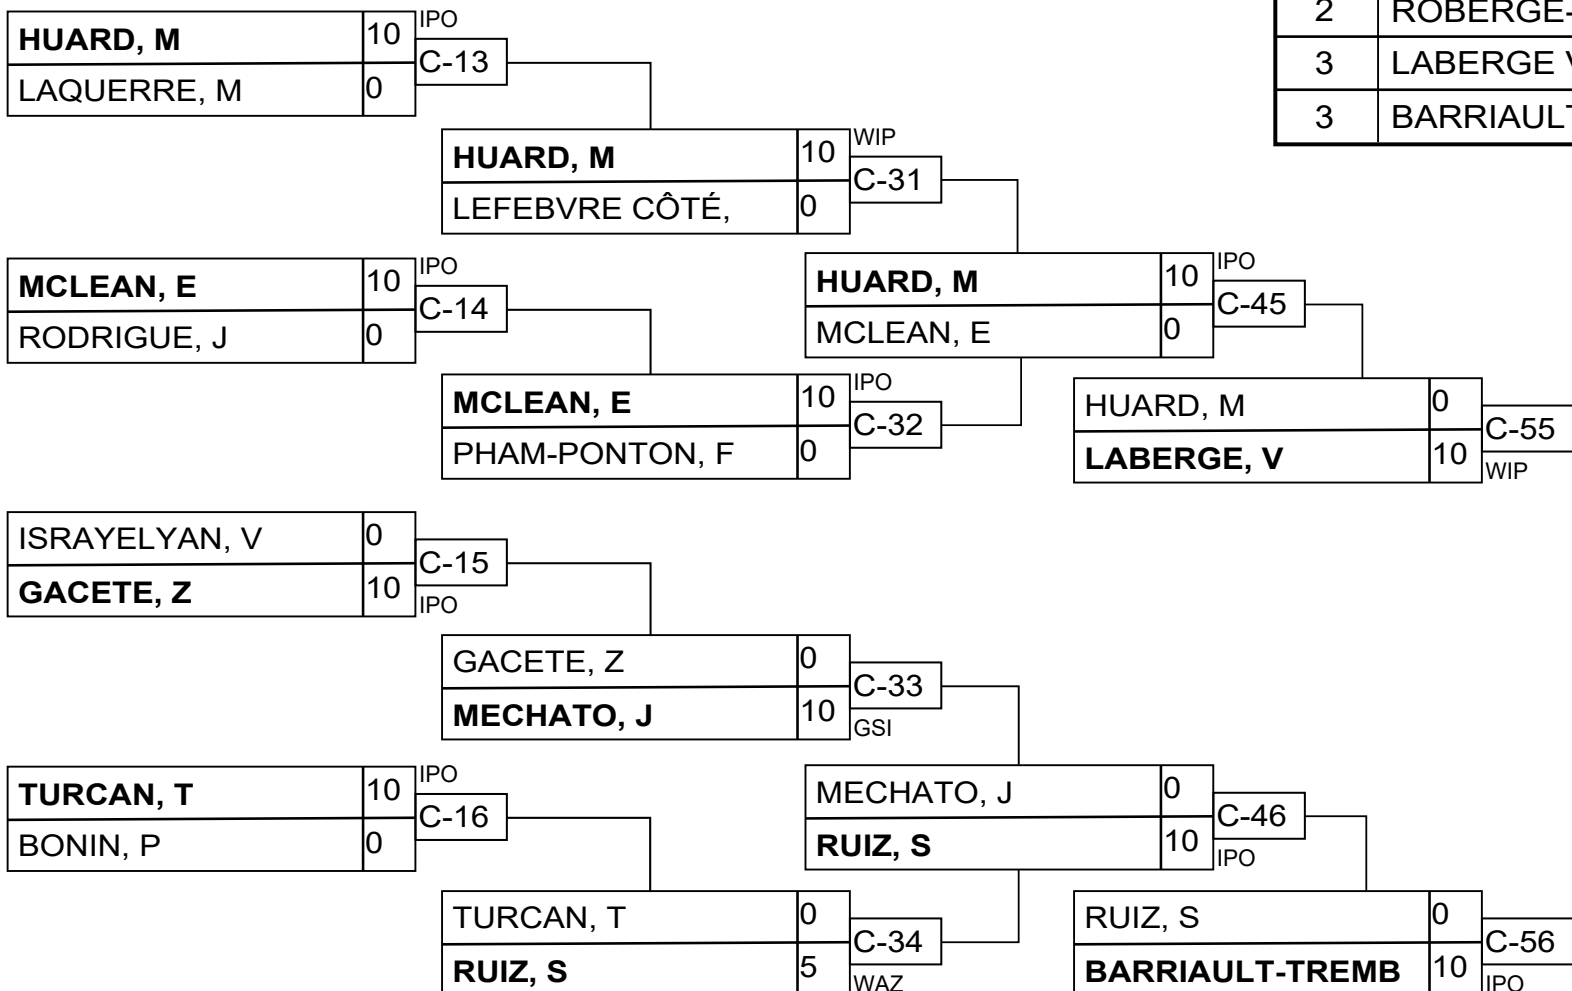 2 ROBERGE-
3 LABERGE V
3 BARRIAULT
HUARD, M 10 IPO
C-13
LAQUERRE, M 0
HUARD, M 10 WIP
C-31
LEFEBVRE CÔTÉ, 0
MCLEAN, E 10 IPO
C-14
RODRIGUE, J 0
HUARD, M 10 IPO
C-45
MCLEAN, E 0
MCLEAN, E 10 IPO
C-32
PHAM-PONTON, F 0
HUARD, M 0
C-55
LABERGE, V 10 WIP
ISRAYELYAN, V 0
C-15
GACETE, Z 10 IPO
GACETE, Z 0
C-33
MECHATO, J 10 GSI
TURCAN, T 10 IPO
C-16
BONIN, P 0
MECHATO, J 0
C-46
RUIZ, S 10 IPO
TURCAN, T 0
C-34
RUIZ, S 5 WAZ
RUIZ, S 0
C-56
BARRIAULT-TREMB 10 IPO